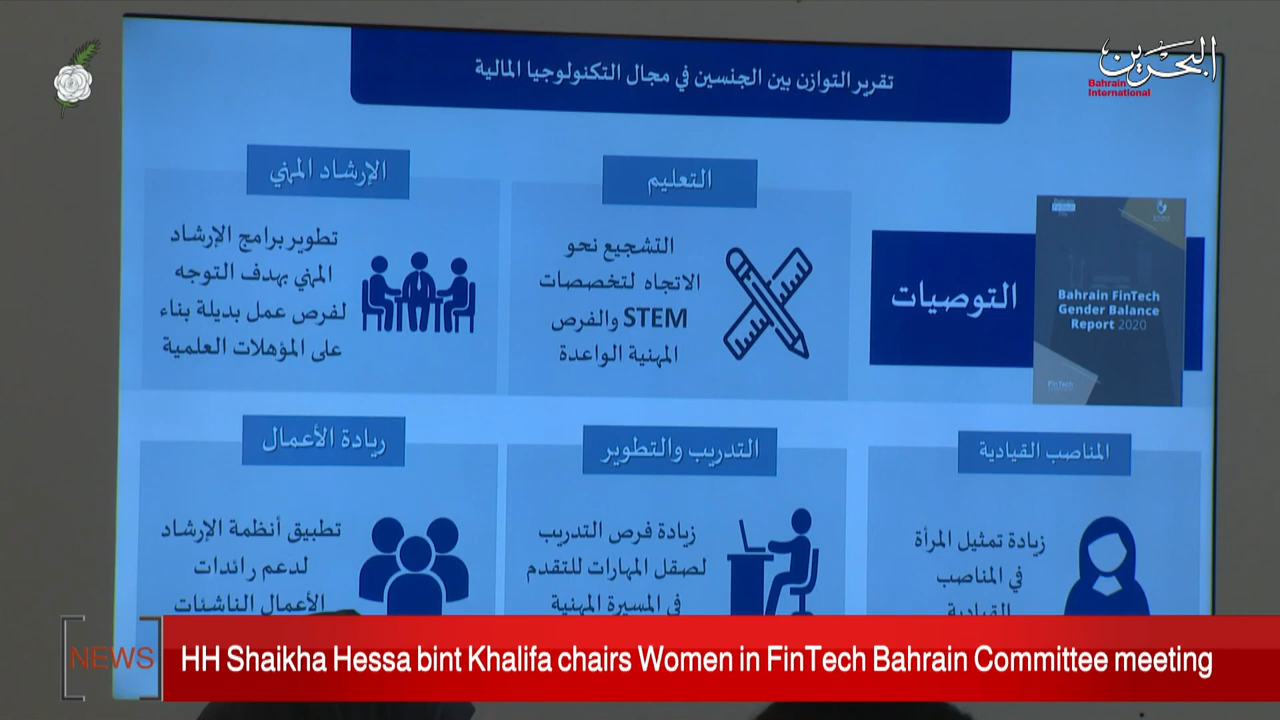 تقرير التوازن بين الجنسين في مجال التكنولوجيا المالية
البحرين
Bahrain
International
التوصيات
Bahrain FinTech
Gender Balance
Report 2020
FinTech
التعليم
التشجيع نحو
الاتجاه لتخصصات
STEM والفرص
المهنية الواعدة
الإرشاد المهني
تطوير برامج الإرشاد
المهني بهدف التوجه
لفرص عمل بديلة بناء
على المؤهلات العلمية
المناصب القيادية
زيادة تمثيل المرأة
في المناصب
القيادية
التدريب والتطوير
زيادة فرص التدريب
لصقل المهارات للتقدم
في المسيرة المهنية
ريادة الأعمال
تطبيق أنظمة الإرشاد
لدعم رائدات
الأعمال الناشئات
NEWS
HH Shaikha Hessa bint Khalifa chairs Women in FinTech Bahrain Committee meeting